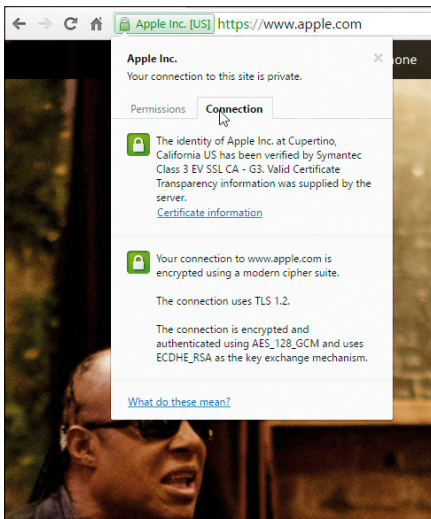 Apple Inc. [US] https://www.apple.com
Apple Inc.
one
Your connection to this site is private.
Permissions Connection
The identity of Apple Inc. at Cupertino,
California US has been verified by Symantec
Class 3 EV SSL CA - G3. Valid Certificate
Transparency information was supplied by the
server.
Certificate information
Your connection to www.apple.com is
encrypted using a modern cipher suite.
The connection uses TLS 1.2.
The connection is encrypted and
authenticated using AES_128_GCM and uses
ECDHE_RSA as the key exchange mechanism.
What do these mean?